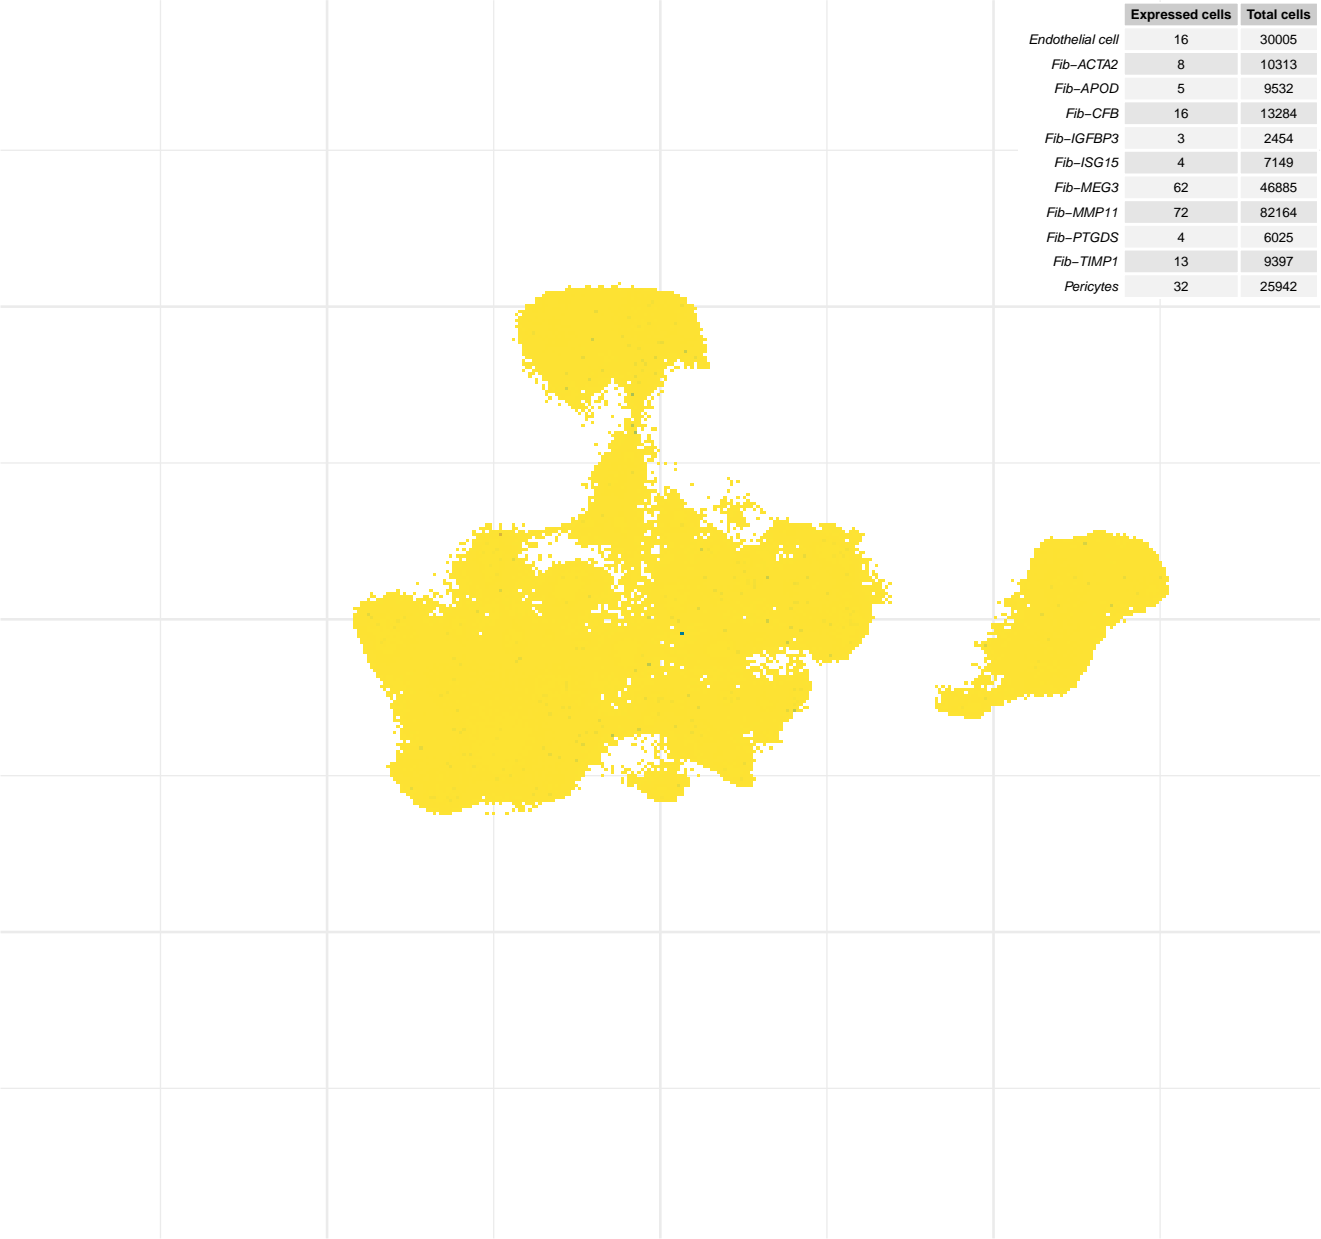 Expressed cells Total cells
Endothelial cell 16 30005
Fib−ACTA2 8 10313
Fib−APOD 5 9532
Fib−CFB 16 13284
Fib−IGFBP3 3 2454
Fib−ISG15 4 7149
Fib−MEG3 62 46885
Fib−MMP11 72 82164
Fib−PTGDS 4 6025
Fib−TIMP1 13 9397
Pericytes 32 25942